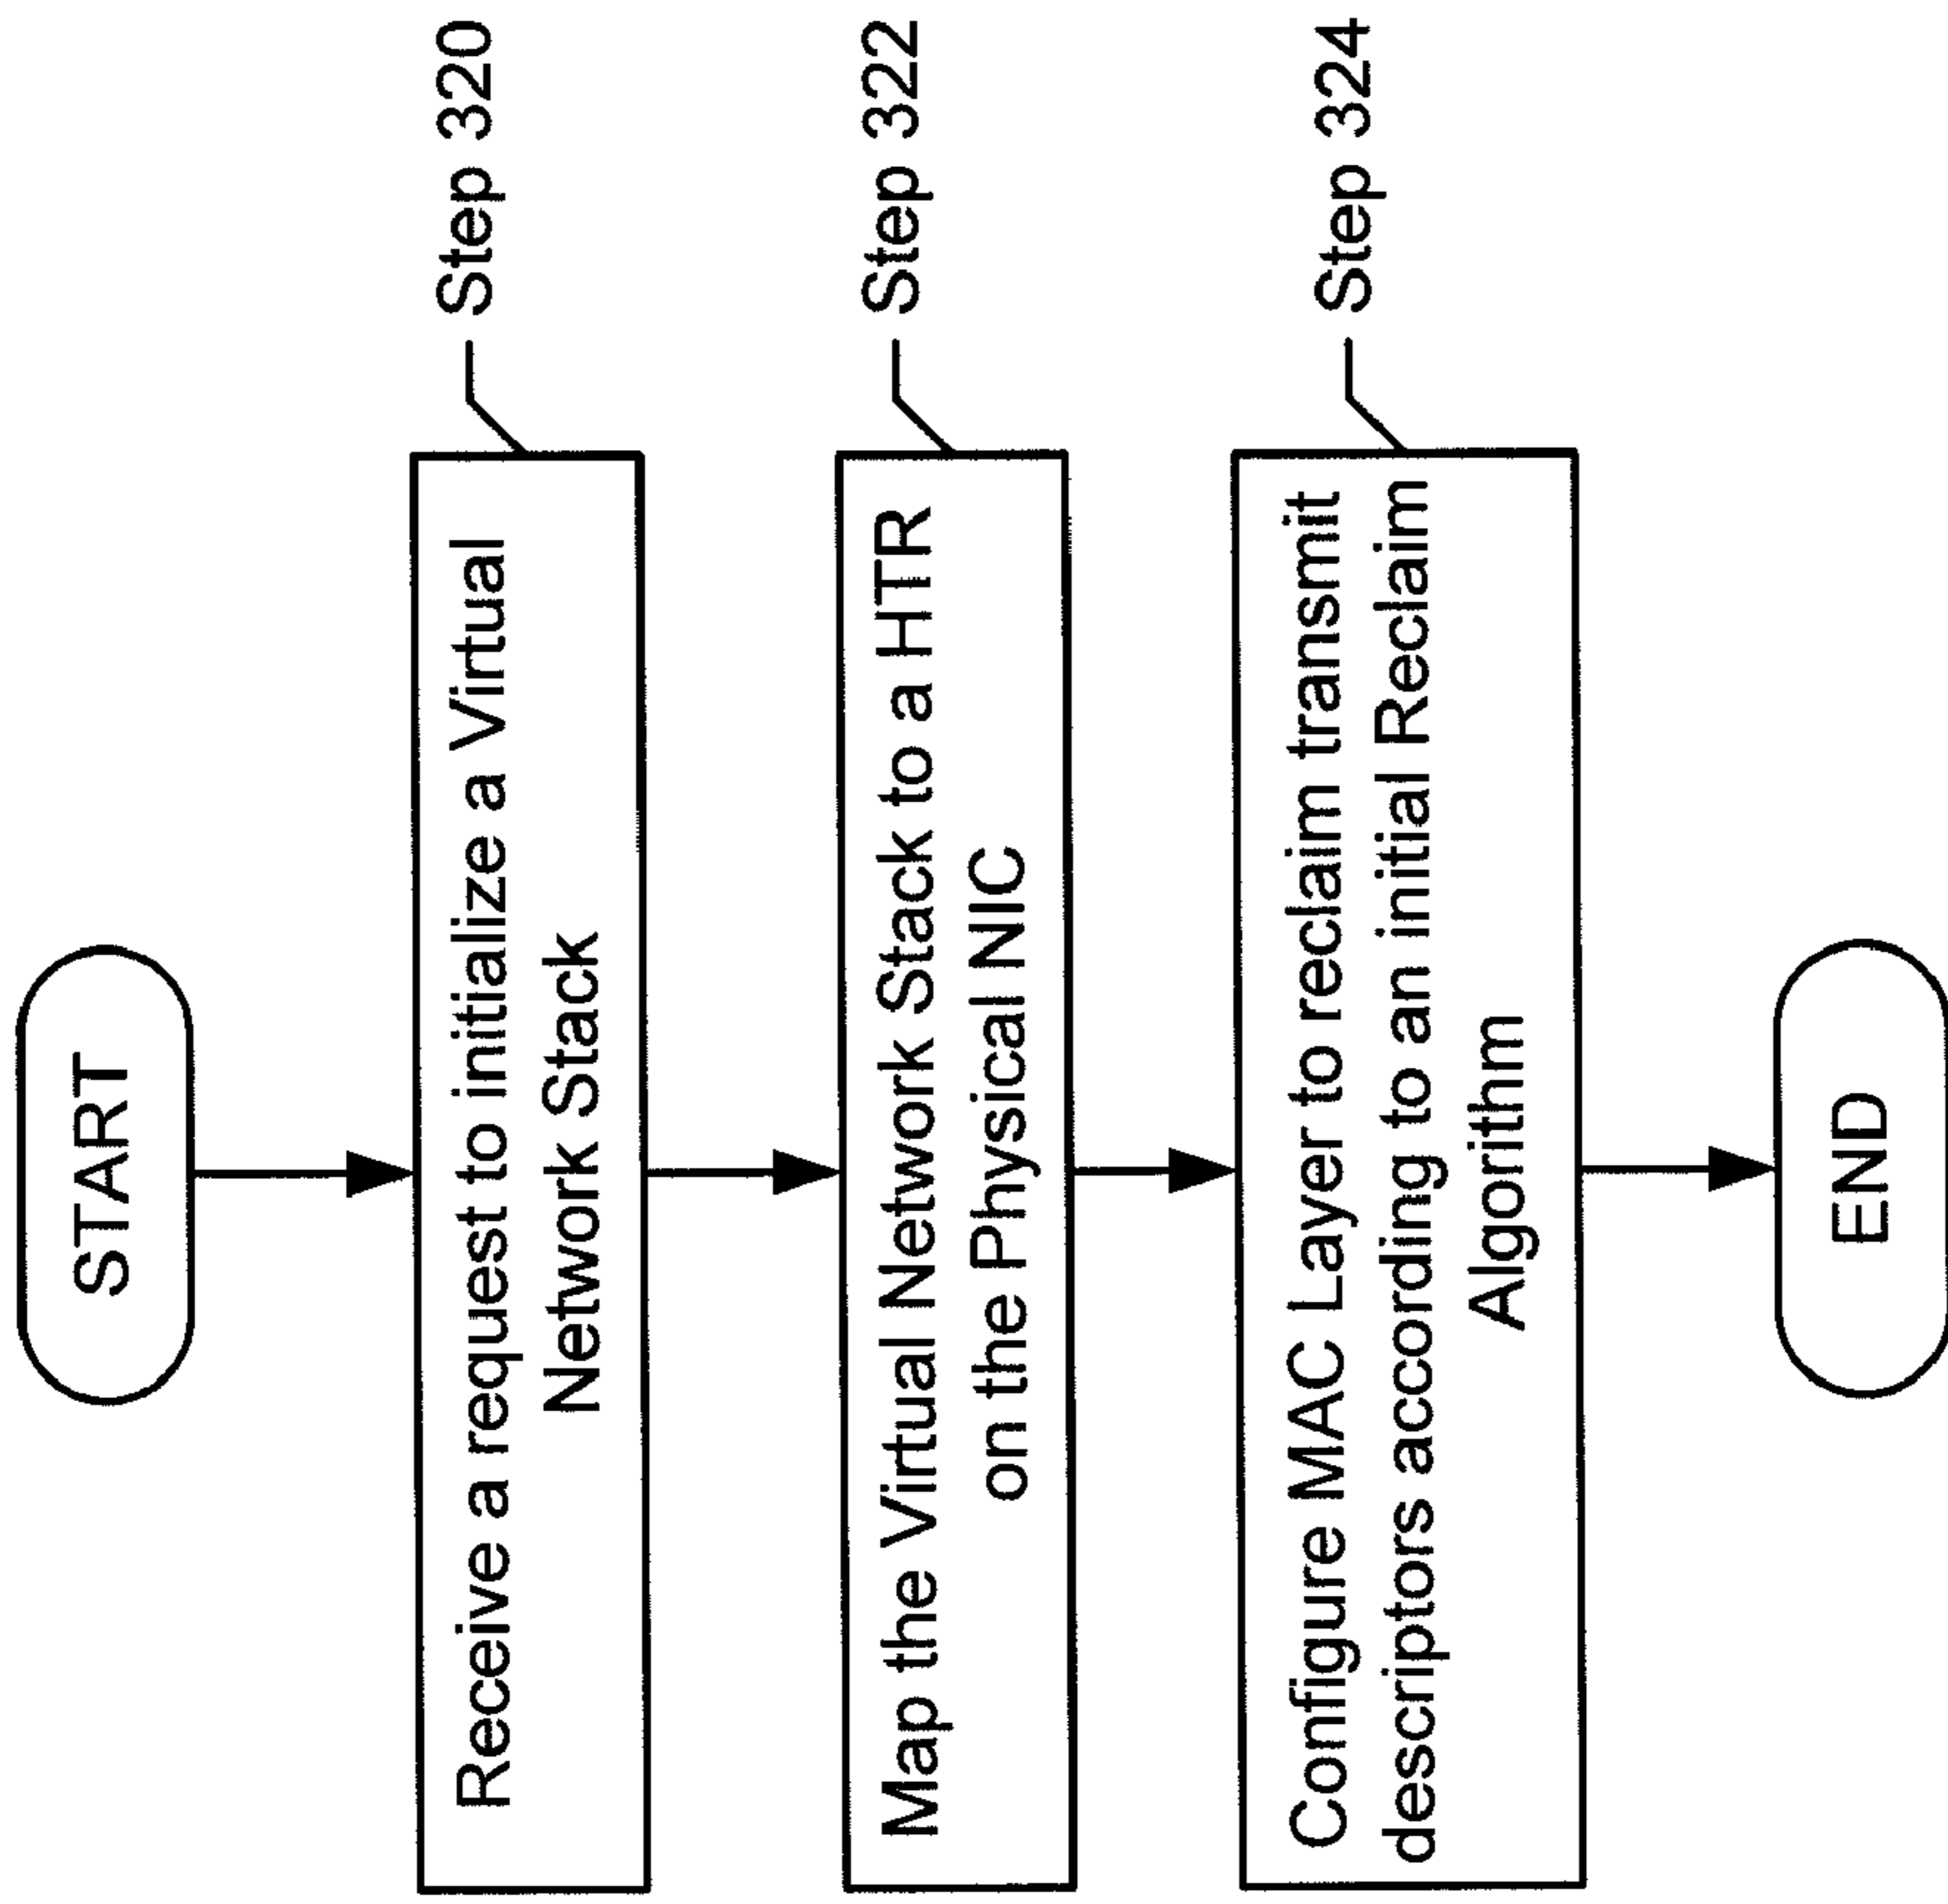 START
Receive a request to initialize a Virtual
Network Stack
Step 320
Map the Virtual Network Stack to a HTR
on the Physical NIC
Step 322
Configure MAC Layer to reclaim transmit
descriptors according to an initial Reclaim
Algorithm
Step 324
END